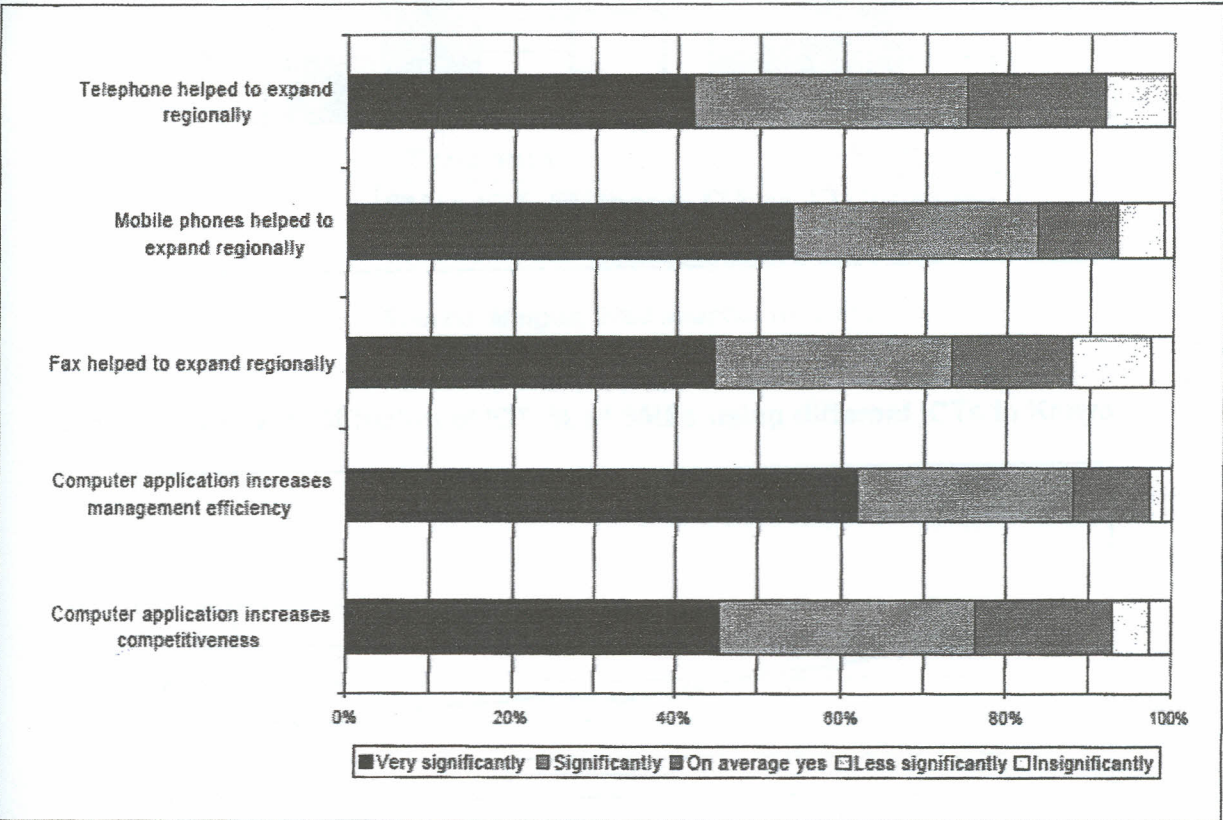 Telephone helped to expand
regionally
Mobile phones helped to
expand regionally
Fax helped to expand regionally
Computer application increases
management efficiency
Computer application increases
competitiveness
0% 20% 40% 60% 80% 100%
Very significantly Significantly On average yes Less significantly Insignificantly